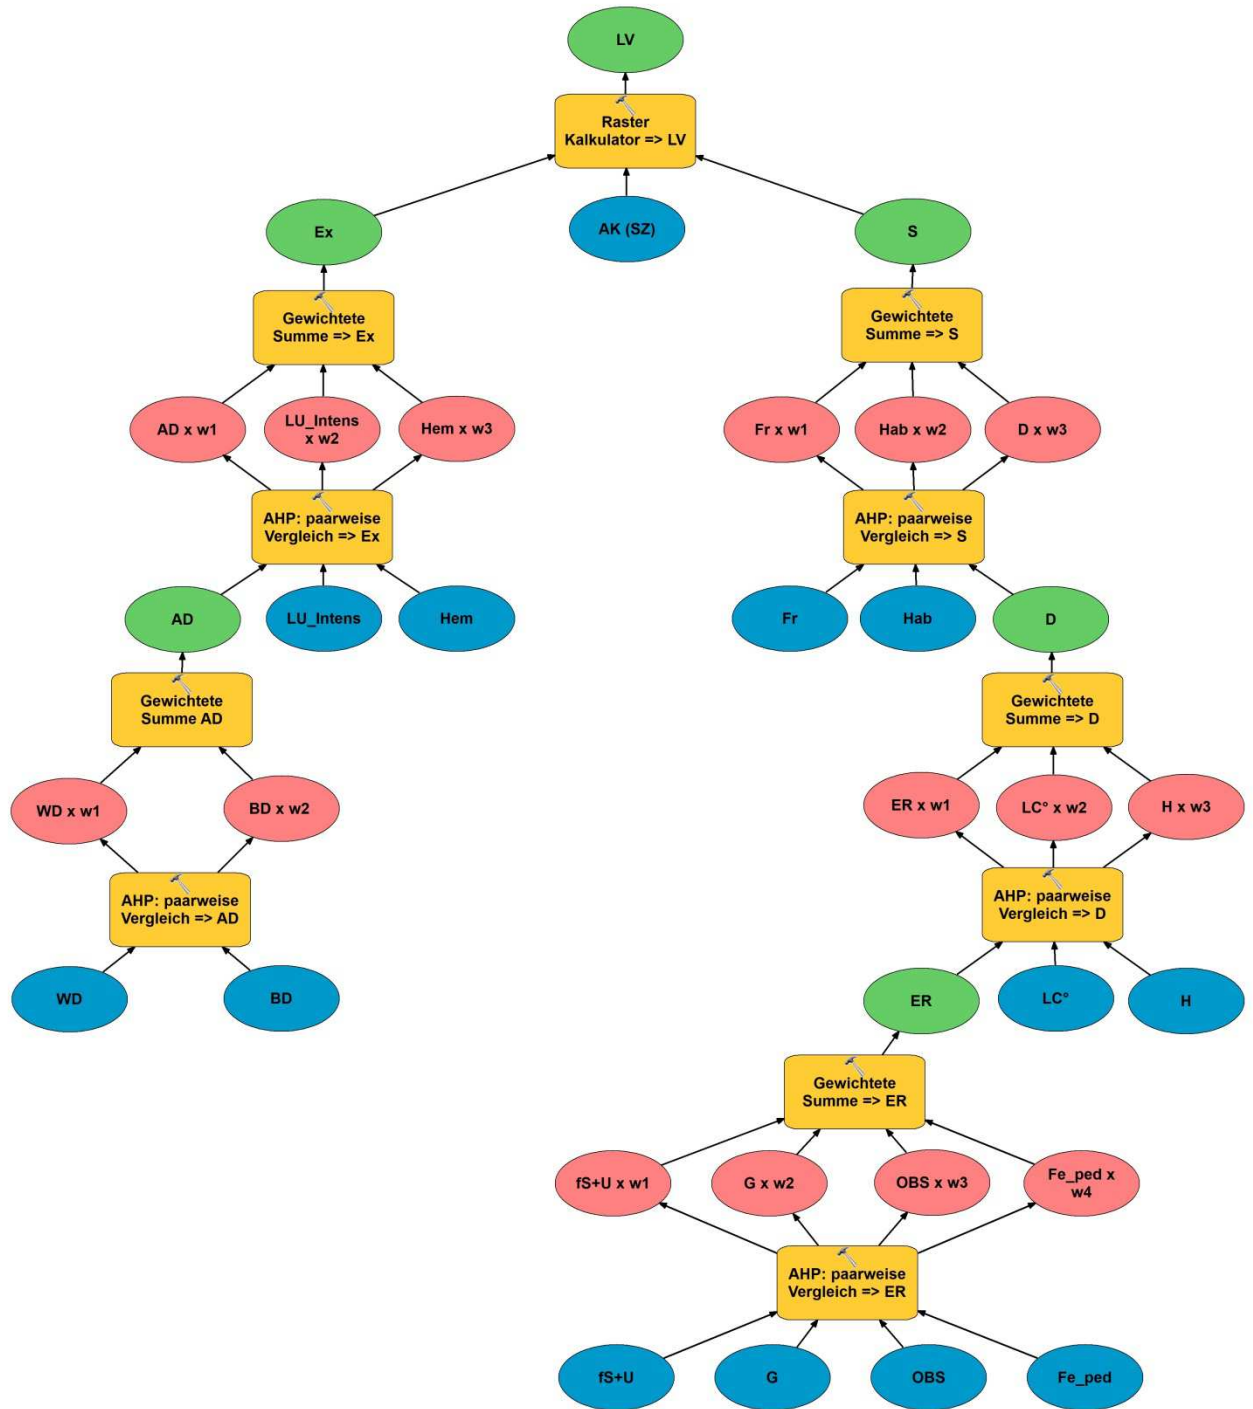 LV
Raster
Kalkulator => LV
Ex
AK (SZ)
S
Gewichtete
Summe => Ex
Gewichtete
Summe => S
AD x w1
LU_Intens
x w2
Hem x w3
Fr x w1
Hab x w2
D x w3
AHP: paarweise
Vergleich => Ex
AHP: paarweise
Vergleich => S
AD
LU_Intens
Hem
Fr
Hab
D
Gewichtete
Summe AD
Gewichtete
Summe => D
WD x w1
BD x w2
ER x w1
LC° x w2
H x w3
AHP: paarweise
Vergleich => AD
AHP: paarweise
Vergleich => D
WD
BD
ER
LC°
H
Gewichtete
Summe => ER
fS+U x w1
G x w2
OBS x w3
Fe_ped x
w4
AHP: paarweise
Vergleich => ER
fS+U
G
OBS
Fe_ped